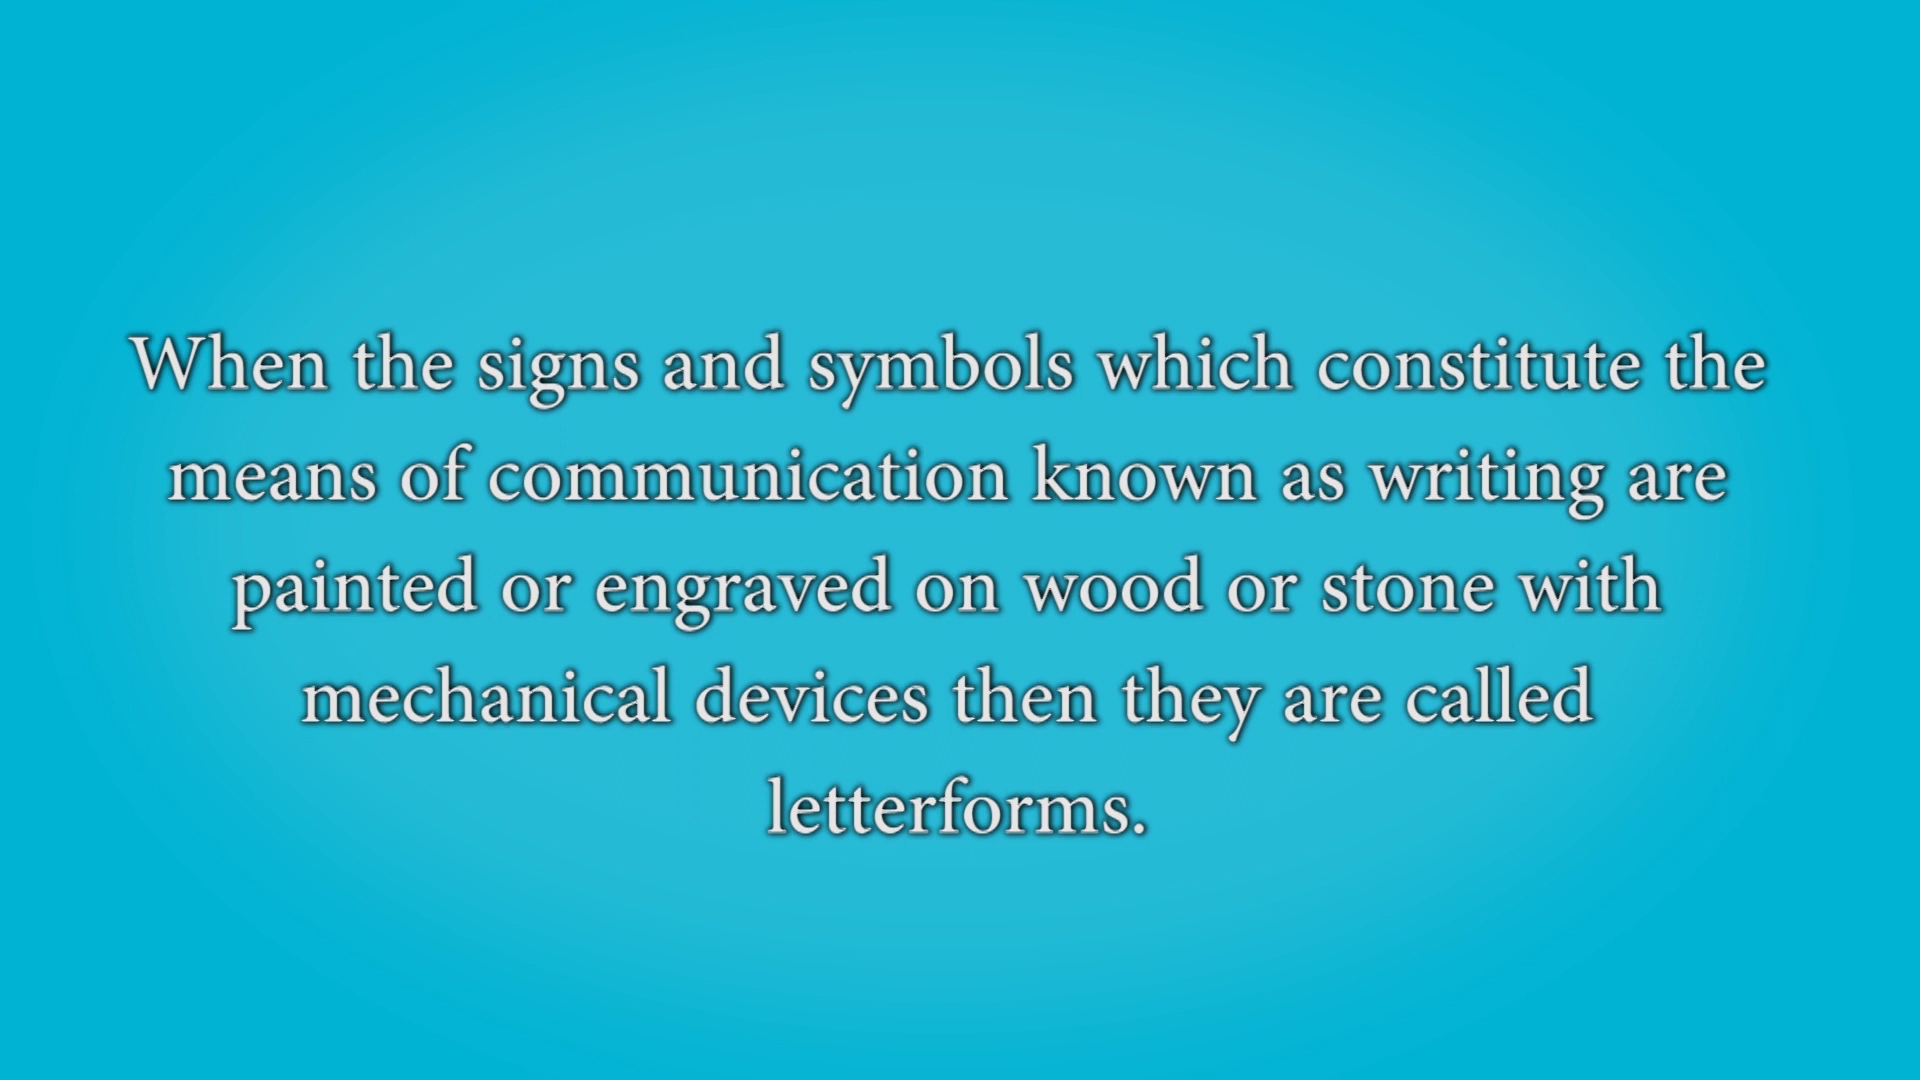 When the signs and symbols which constitute the
means of communication known as writing are
painted or engraved on wood or stone with
mechanical devices then they are called
letterforms.